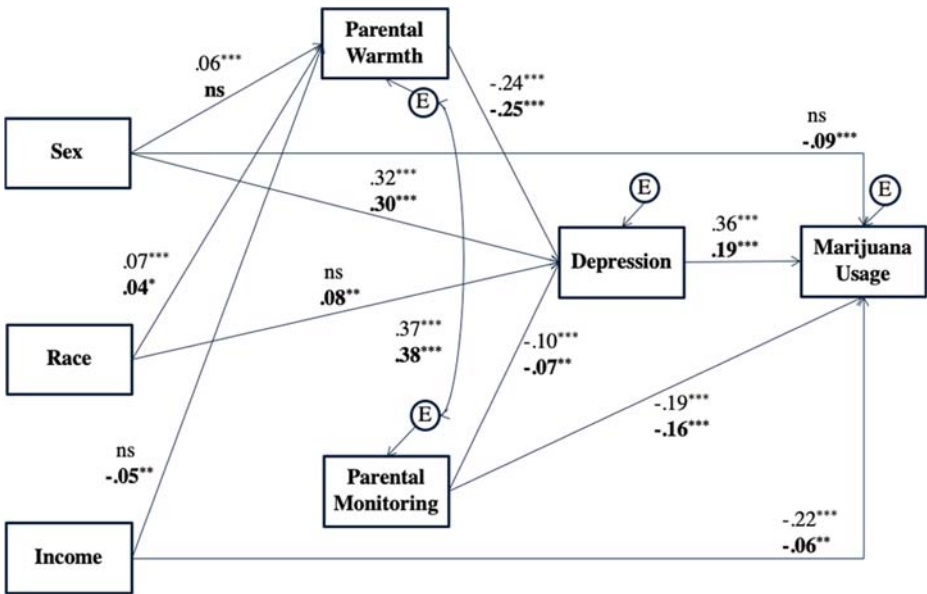 Parental
Warmth
.06***
ns
E
-.24***
-.25***
Sex
ns
-.09***
.32***
.30***
E
E
.36***
.19***
Depression
Marijuana
Usage
.07***
.04*
ns
.08**
Race
.37***
.38***
-.10***
-.07**
E
-.19***
-.16***
ns
-.05**
Parental
Monitoring
Income
-.22***
-.06**